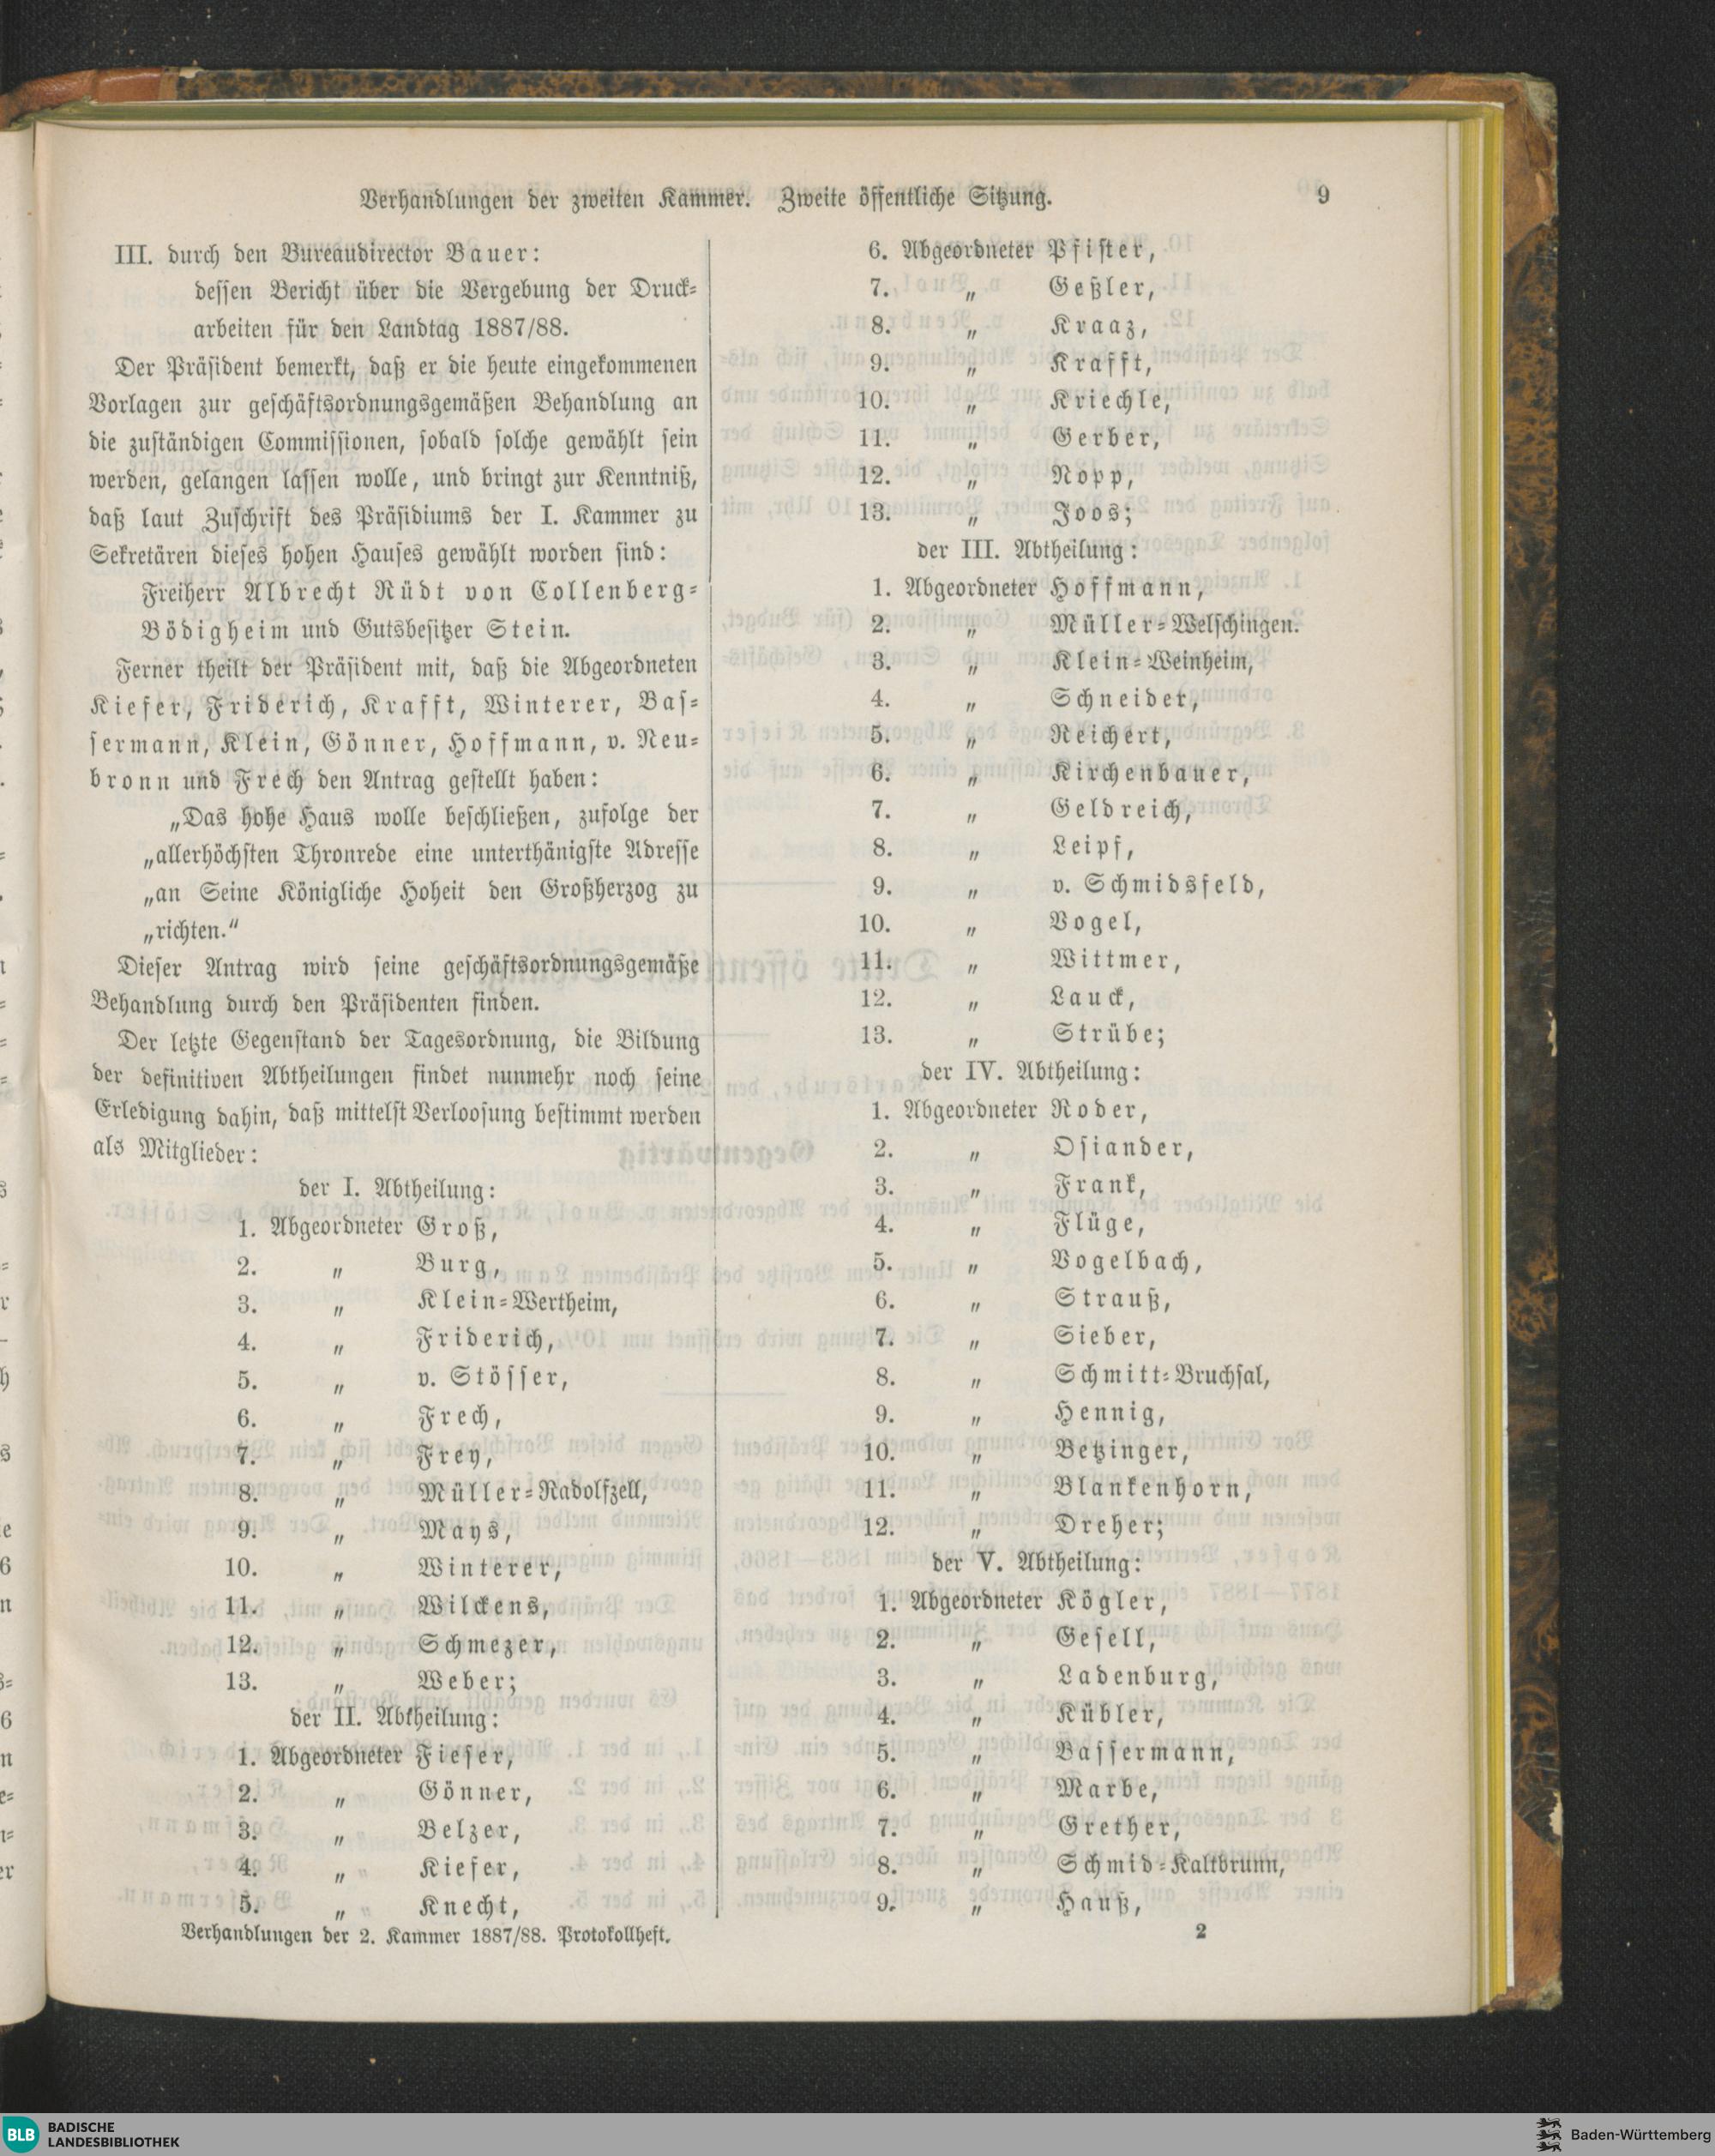 Verhandlungen der zweiten Kammer. Zweite öffentliche Sitzung. 9
III. durch den Bureaudirector Bauer:
dessen Bericht über die Vergebung der Druck-
arbeiten für den Landtag 1887/88.
Der Präsident bemerkt, daß er die heute eingekommenen
Vorlagen zur geschäftsordnungsgemäßen Behandlung an
die zuständigen Commissionen, sobald solche gewählt sein
werden, gelangen lassen wolle, und bringt zur Kenntniß,
daß laut Zuschrift des Präsidiums der I. Kammer zu
Sekretären dieses hohen Hauses gewählt worden sind:
Freiherr Albrecht Rüdt von Collenberg-
Bödigheim und Gutsbesitzer Stein.
Ferner theilt der Präsident mit, daß die Abgeordneten
Kiefer, Friderich, Krafft, Winterer, Bas-
sermann, Klein, Gönner, Hoffmann, v. Neu-
bronn und Frech den Antrag gestellt haben:
„Das hohe Haus wolle beschließen, zufolge der
„allerhöchsten Thronrede eine unterthänigste Adresse
„an Seine Königliche Hoheit den Großherzog zu
„richten.“
Dieser Antrag wird seine geschäftsordnungsgemäße
Behandlung durch den Präsidenten finden.
Der letzte Gegenstand der Tagesordnung, die Bildung
der definitiven Abtheilungen findet nunmehr noch seine
Erledigung dahin, daß mittelst Verloosung bestimmt werden
als Mitglieder:
der I. Abtheilung:
1. Abgeordneter Groß,
2. „ Burg,
3. „ Klein-Wertheim,
4. „ Friderich,
5. „ v. Stösser,
6. „ Frech,
7. „ Frey,
8. „ Müller-Radolfzell,
9. „ Mays,
10. „ Winterer,
11. „ Wilckens,
12. „ Schmezer,
13. „ Weber;
der II. Abtheilung:
1. Abgeordneter Fieser,
2. „ Gönner,
3. „ Belzer,
4. „ Kiefer,
5. „ Knecht,
Verhandlungen der 2. Kammer 1887/88. Protokollheft.
6. Abgeordneter Pfister,
7. „ Geßler,
8. „ Kraaz,
9. „ Krafft,
10. „ Kriechle,
11. „ Gerber,
12. „ Nopp,
13. „ Joos;
der III. Abtheilung:
1. Abgeordneter Hoffmann,
2. „ Müller-Welschingen.
3. „ Klein-Weinheim,
4. „ Schneider,
5. „ Reichert,
6. „ Kirchenbauer,
7. „ Geldreich,
8. „ Leipf,
9. „ v. Schmidsfeld,
10. „ Vogel,
11. „ Wittmer,
12. „ Lauck,
13. „ Strübe;
der IV. Abtheilung:
1. Abgeordneter Roder,
2. „ Osiander,
3. „ Frank,
4. „ Flüge,
5. „ Vogelbach,
6. „ Strauß,
7. „ Sieber,
8. „ Schmitt-Bruchsal,
9. „ Hennig,
10. „ Betzinger,
11. „ Blankenhorn,
12. „ Dreher;
der V. Abtheilung:
1. Abgeordneter Kögler,
2. „ Gesell,
3. „ Ladenburg,
4. „ Kübler,
5. „ Bassermann,
6. „ Marbe,
7. „ Grether,
8. „ Schmid-Kaltbrunn,
9. „ Hauß,
2
BLB BADISCHE
LANDESBIBLIOTHEK
Baden-Württemberg